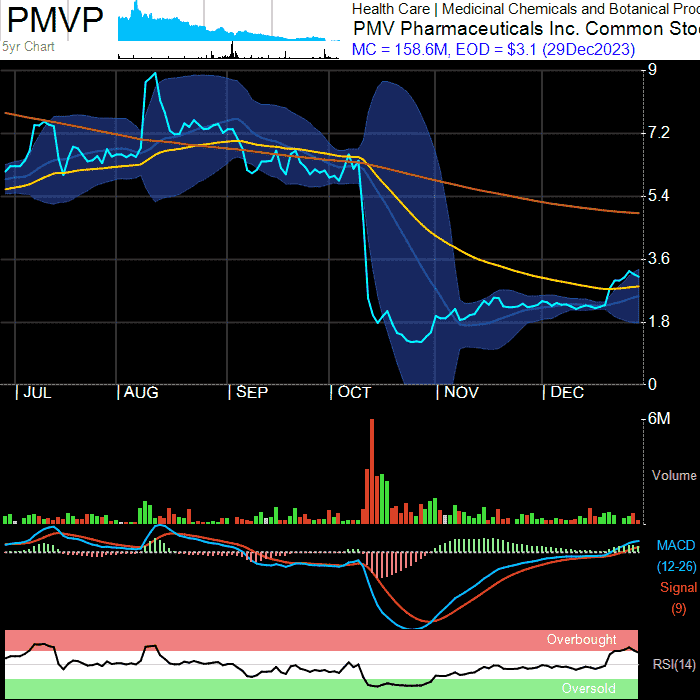 PMVP
5yr Chart
Health Care | Medicinal Chemicals and Botanical Proc
PMV Pharmaceuticals Inc. Common Stoc
MC = 158.6M, EOD = $3.1 (29Dec2023)
9
7.2
5.4
3.6
1.8
0
| JUL | AUG | SEP | OCT | NOV | DEC
6M
Volume
MACD
(12-26)
Signal
(9)
Overbought
RSI(14)
Oversold